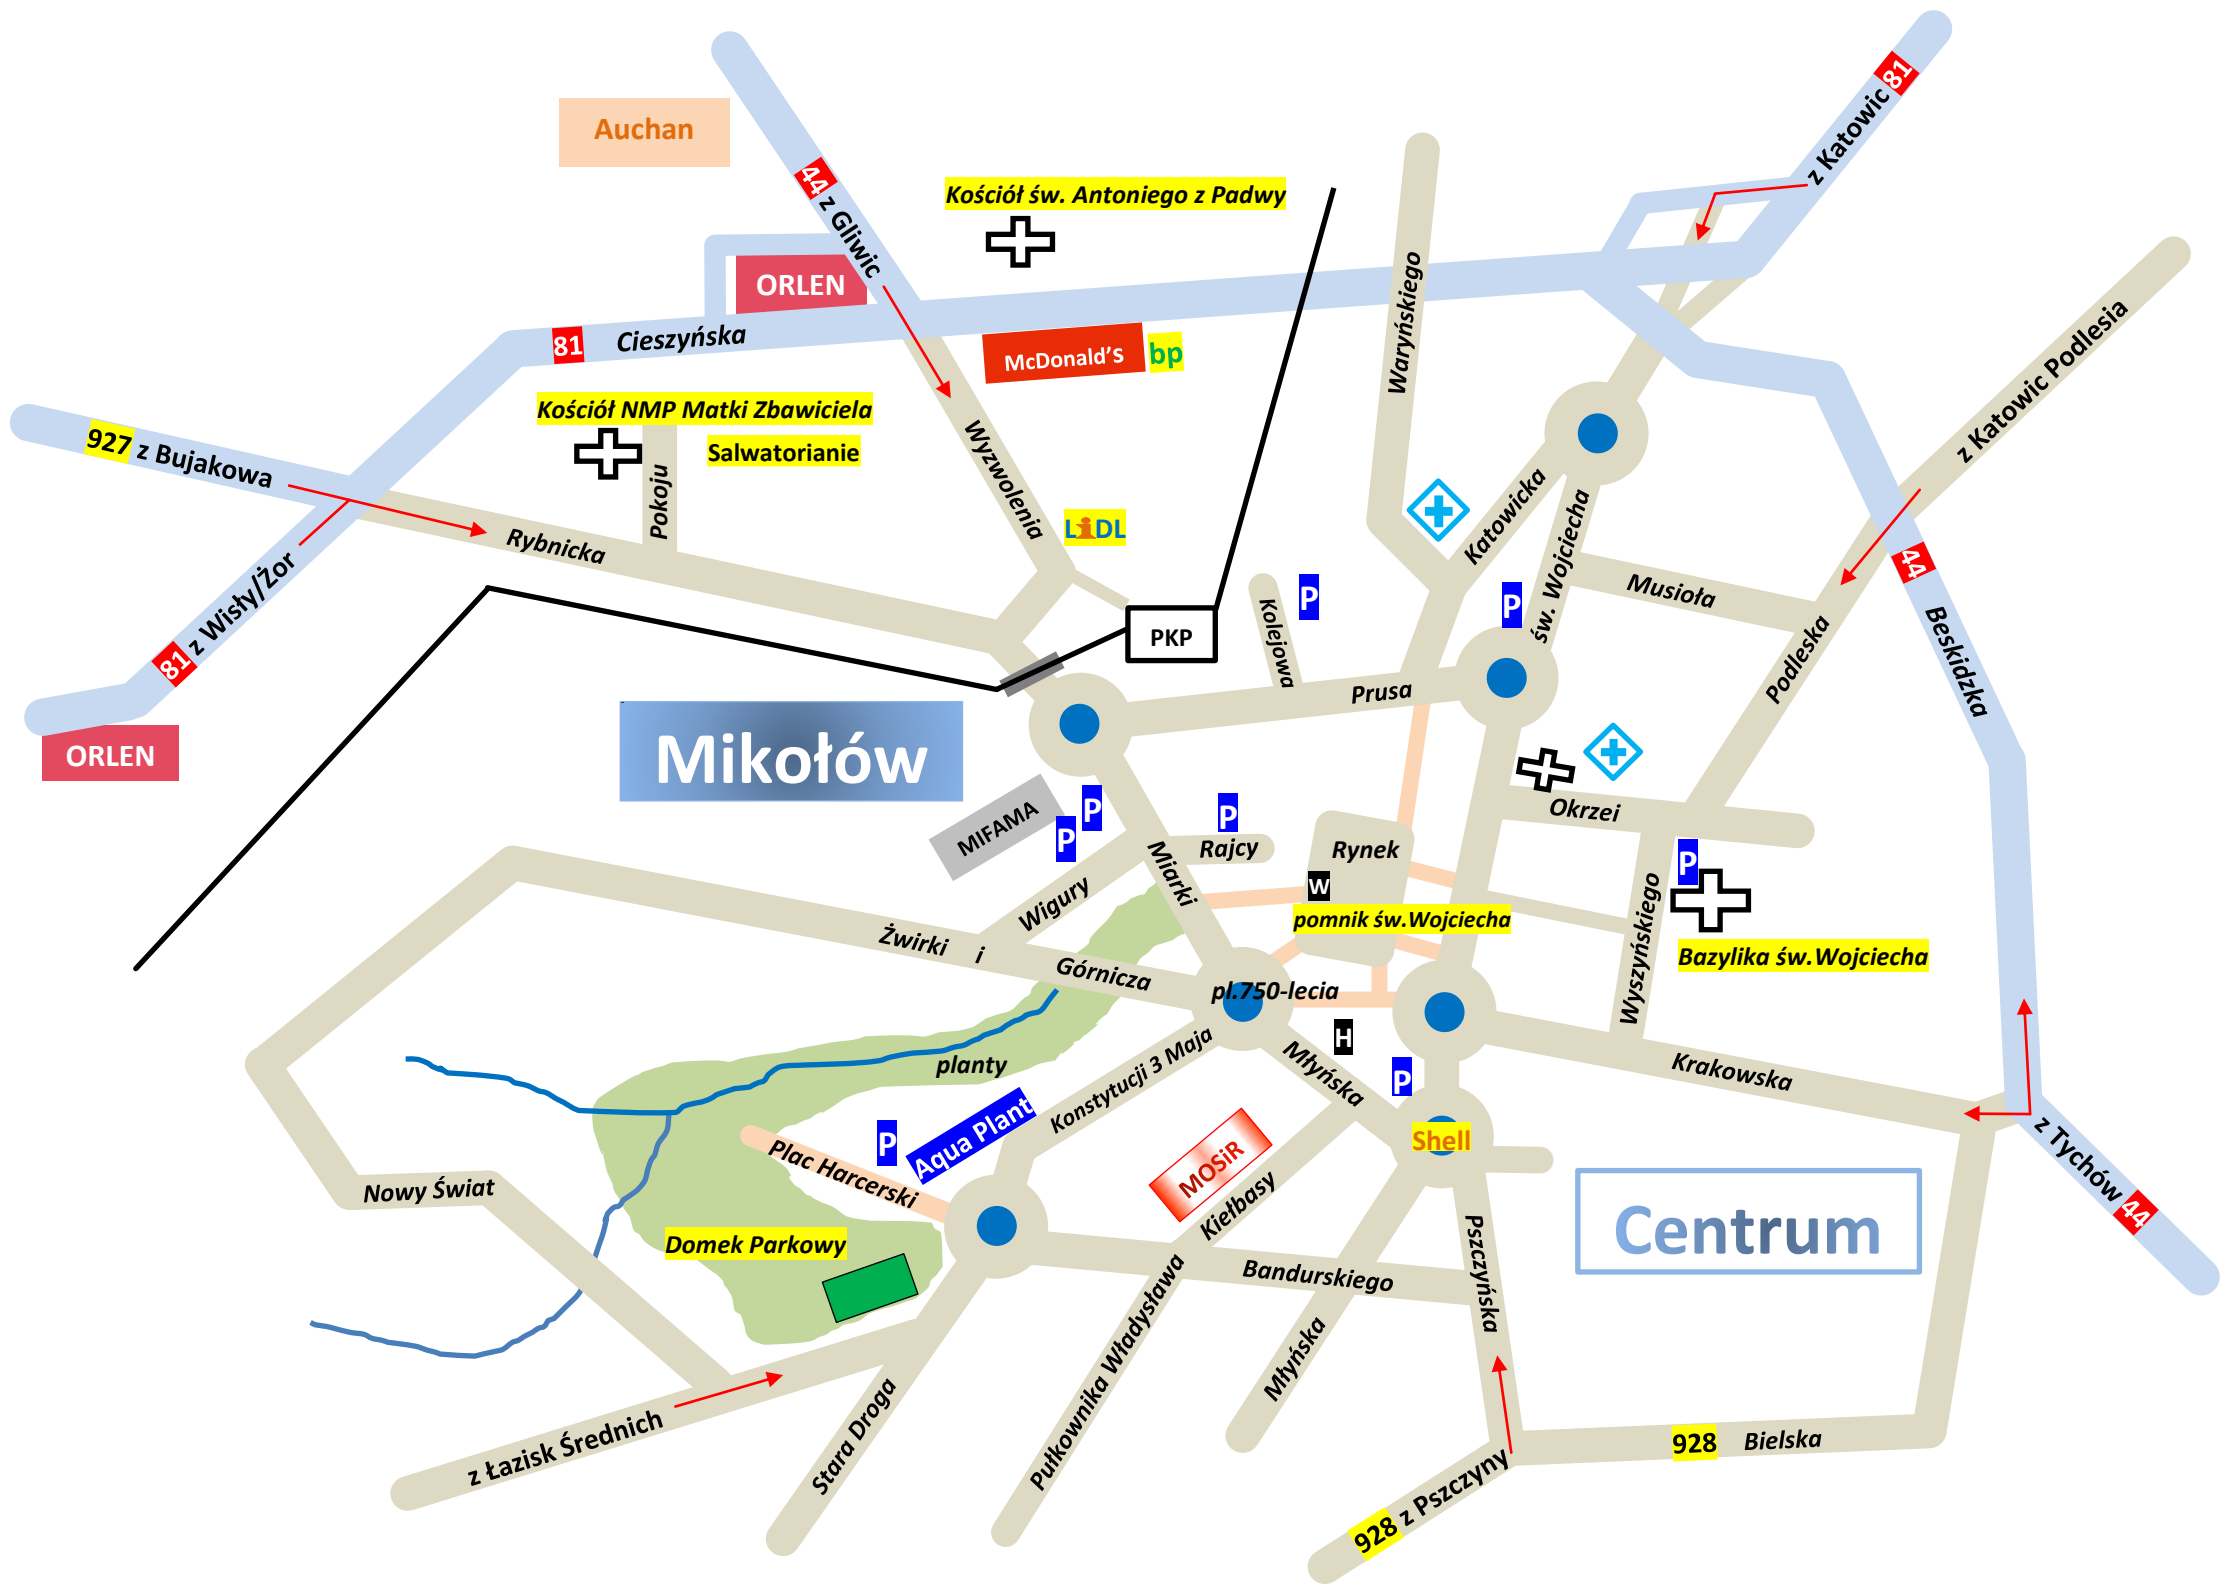 81
z Katowic
Auchan
44 z Gliwic
Kościół św. Antoniego z Padwy
ORLEN
Waryńskiego
z Katowic Podlesia
81
Cieszyńska
McDonald's
bp
Kościół NMP Matki Zbawiciela
Salwatorianie
927 z Bujakowa
Pokoju
Wyzwolenia
LiDL
Rybnicka
Katowicka
św. Wojciecha
44
Beskidzka
Musioła
P
P
Kolejowa
PKP
81 z Wisły/Żor
Podleska
Prusa
ORLEN
Mikołów
MIFAMA
P
P
P
Rajcy
Rynek
Okrzei
P
Miarki
W
Wigury
pomnik św.Wojciecha
Wyszyńskiego
Bazylika św.Wojciecha
Żwirki i
Górnicza
pl.750-lecia
H
planty
Konstytucji 3 Maja
Młyńska
P
Krakowska
Aqua Plant
P
Shell
z Tychów 44
Plac Harcerski
MOSiR
Nowy Świat
Kiełbasy
Domek Parkowy
Pszczyńska
Centrum
Bandurskiego
Pułkownika Władysława
Młyńska
Stara Droga
z Łazisk Średnich
928 z Pszczyny
928 Bielska